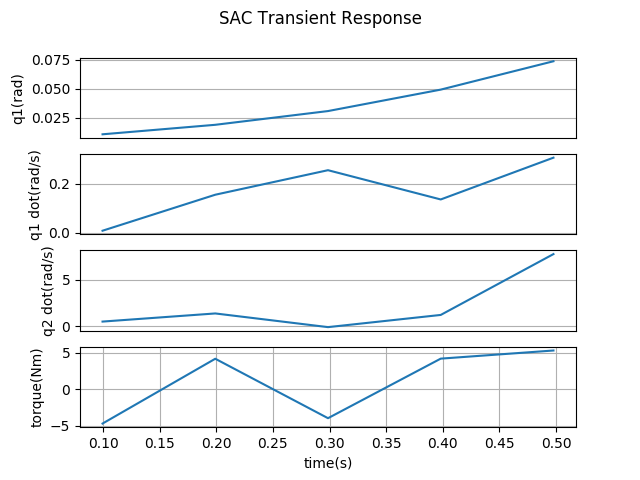 SAC Transient Response
0.075
0.050
0.025
q1(rad)
0.2
0.0
q1 dot(rad/s)
5
0
q2 dot(rad/s)
5
0
−5
torque(Nm)
0.10 0.15 0.20 0.25 0.30 0.35 0.40 0.45 0.50
time(s)